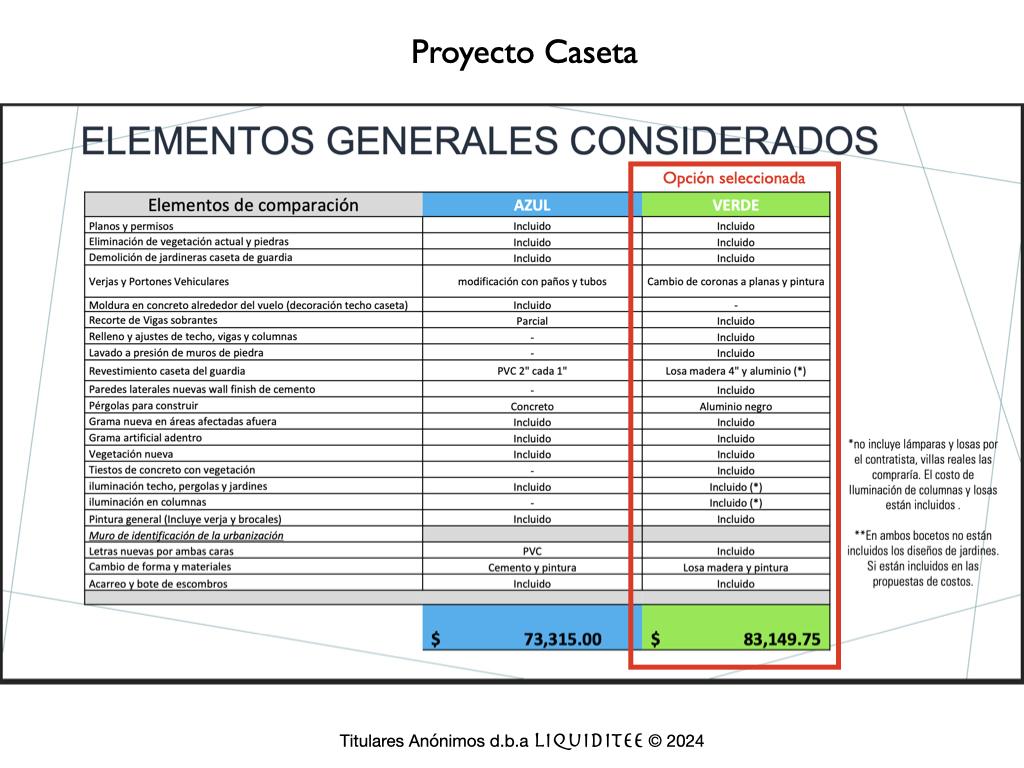 Proyecto Caseta
ELEMENTOS GENERALES CONSIDERADOS
Opción seleccionada
Elementos de comparación AZUL VERDE
Planos y permisos Incluido Incluido
Eliminación de vegetación actual y piedras Incluido Incluido
Demolición de jardineras caseta de guardia Incluido Incluido
Verjas y Portones Vehiculares modificación con paños y tubos Cambio de coronas a planas y pintura
Moldura en concreto alrededor del vuelo (decoración techo caseta) Incluido -
Recorte de Vigas sobrantes Parcial Incluido
Relleno y ajustes de techo, vigas y columnas - Incluido
Lavado a presión de muros de piedra - Incluido
Revestimiento caseta del guardia PVC 2" cada 1" Losa madera 4" y aluminio (*)
Paredes laterales nuevas wall finish de cemento - Incluido
Pérgolas para construir Concreto Aluminio negro
Grama nueva en áreas afectadas afuera Incluido Incluido
Grama artificial adentro Incluido Incluido
Vegetación nueva Incluido Incluido
Tiestos de concreto con vegetación - Incluido
iluminación techo, pergolas y jardines Incluido Incluido (*)
iluminación en columnas - Incluido (*)
Pintura general (Incluye verja y brocales) Incluido Incluido
Muro de identificación de la urbanización
Letras nuevas por ambas caras PVC Incluido
Cambio de forma y materiales Cemento y pintura Losa madera y pintura
Acarreo y bote de escombros Incluido Incluido
$ 73,315.00 $ 83,149.75
*no incluye lámparas y losas por
el contratista, villas reales las
compraría. El costo de
Iluminación de columnas y losas
están incluidos .
**En ambos bocetos no están
incluidos los diseños de jardines.
Si están incluidos en las
propuestas de costos.
Titulares Anónimos d.b.a LIQUIDITEE © 2024